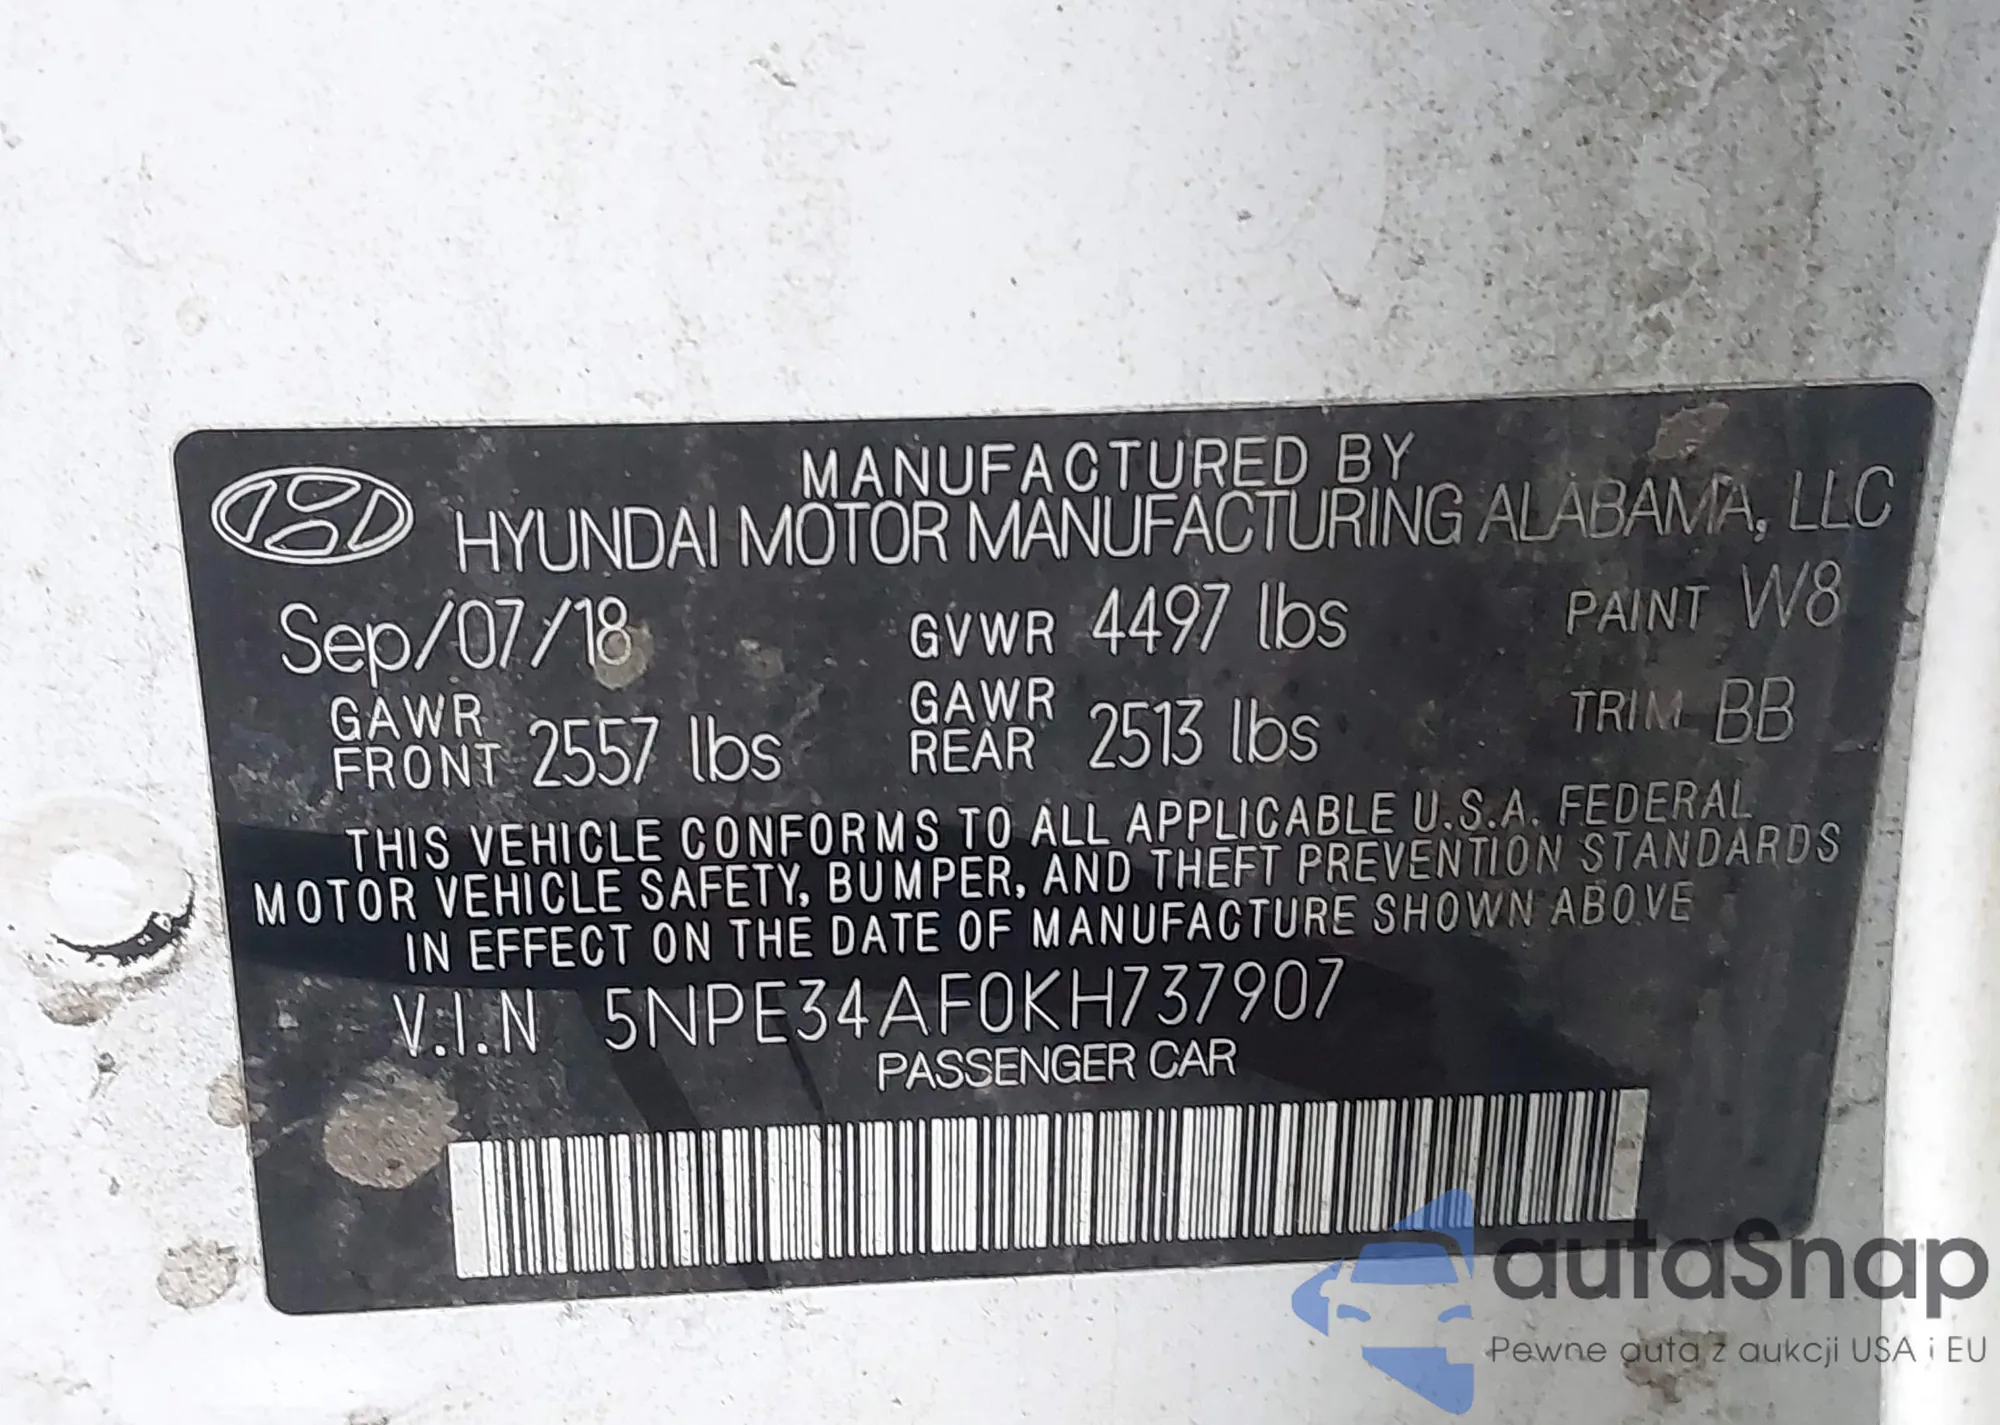 MANUFACTURED BY
HYUNDAI MOTOR MANUFACTURING ALABAMA, LLC
Sep/07/18 GVWR 4497 lbs PAINT W8
GAWR FRONT 2557 lbs GAWR REAR 2513 lbs TRIM BB
THIS VEHICLE CONFORMS TO ALL APPLICABLE U.S.A. FEDERAL
MOTOR VEHICLE SAFETY, BUMPER, AND THEFT PREVENTION STANDARDS
IN EFFECT ON THE DATE OF MANUFACTURE SHOWN ABOVE
V.I.N 5NPE34AF0KH737907
PASSENGER CAR
autaSnap
Pewne auta z aukcji USA i EU